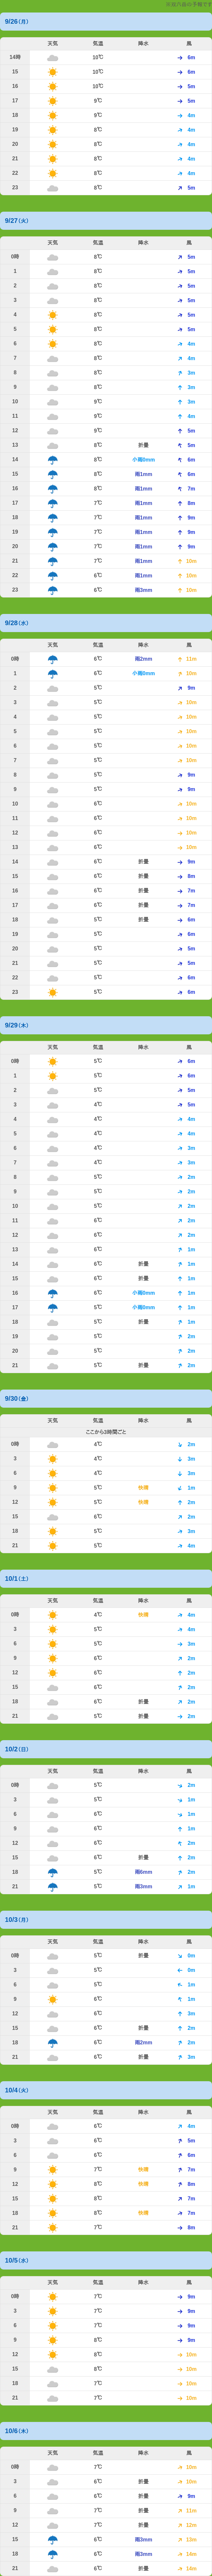 9/26(月)
天気 気温 降水 風
14時 10℃ 6m
15 10℃ 6m
16 10℃ 5m
17 9℃ 5m
18 9℃ 4m
19 8℃ 4m
20 8℃ 4m
21 8℃ 4m
22 8℃ 4m
23 8℃ 5m
9/27(火)
天気 気温 降水 風
0時 8℃ 5m
1 8℃ 5m
2 8℃ 5m
3 8℃ 5m
4 8℃ 5m
5 8℃ 5m
6 8℃ 4m
7 8℃ 4m
8 8℃ 3m
9 8℃ 3m
10 9℃ 3m
11 9℃ 4m
12 9℃ 5m
13 8℃ 折畳 5m
14 8℃ 小雨0mm 6m
15 8℃ 雨1mm 6m
16 8℃ 雨1mm 7m
17 7℃ 雨1mm 8m
18 7℃ 雨1mm 9m
19 7℃ 雨1mm 9m
20 7℃ 雨1mm 9m
21 7℃ 雨1mm 10m
22 6℃ 雨1mm 10m
23 6℃ 雨3mm 10m
9/28(水)
天気 気温 降水 風
0時 6℃ 雨2mm 11m
1 6℃ 小雨0mm 10m
2 5℃ 9m
3 5℃ 10m
4 5℃ 10m
5 5℃ 10m
6 5℃ 10m
7 5℃ 10m
8 5℃ 9m
9 5℃ 9m
10 6℃ 10m
11 6℃ 10m
12 6℃ 10m
13 6℃ 10m
14 6℃ 折畳 9m
15 6℃ 折畳 8m
16 6℃ 折畳 7m
17 6℃ 折畳 7m
18 5℃ 折畳 6m
19 5℃ 6m
20 5℃ 5m
21 5℃ 5m
22 5℃ 6m
23 5℃ 6m
9/29(木)
天気 気温 降水 風
0時 5℃ 6m
1 5℃ 6m
2 5℃ 5m
3 4℃ 5m
4 4℃ 4m
5 4℃ 4m
6 4℃ 3m
7 4℃ 3m
8 5℃ 2m
9 5℃ 2m
10 5℃ 2m
11 6℃ 2m
12 6℃ 2m
13 6℃ 1m
14 6℃ 折畳 1m
15 6℃ 折畳 1m
16 6℃ 小雨0mm 1m
17 5℃ 小雨0mm 1m
18 5℃ 折畳 1m
19 5℃ 2m
20 5℃ 2m
21 5℃ 折畳 2m
9/30(金)
天気 気温 降水 風
ここから3時間ごと
0時 4℃ 2m
3 4℃ 3m
6 4℃ 3m
9 5℃ 快晴 1m
12 5℃ 快晴 2m
15 6℃ 2m
18 5℃ 3m
21 5℃ 4m
10/1(土)
天気 気温 降水 風
0時 4℃ 快晴 4m
3 5℃ 4m
6 5℃ 3m
9 6℃ 2m
12 6℃ 2m
15 6℃ 2m
18 6℃ 折畳 2m
21 5℃ 折畳 2m
10/2(日)
天気 気温 降水 風
0時 5℃ 2m
3 5℃ 1m
6 6℃ 1m
9 6℃ 1m
12 6℃ 2m
15 6℃ 折畳 2m
18 5℃ 雨6mm 2m
21 5℃ 雨3mm 1m
10/3(月)
天気 気温 降水 風
0時 5℃ 折畳 0m
3 5℃ 0m
6 6℃ 1m
9 6℃ 1m
12 6℃ 3m
15 6℃ 折畳 2m
18 6℃ 雨2mm 2m
21 6℃ 折畳 3m
10/4(火)
天気 気温 降水 風
0時 6℃ 4m
3 6℃ 5m
6 6℃ 6m
9 7℃ 快晴 7m
12 8℃ 快晴 8m
15 8℃ 7m
18 8℃ 快晴 7m
21 7℃ 8m
10/5(水)
天気 気温 降水 風
0時 7℃ 9m
3 7℃ 9m
6 7℃ 9m
9 8℃ 9m
12 8℃ 10m
15 8℃ 10m
18 7℃ 10m
21 7℃ 10m
10/6(木)
天気 気温 降水 風
0時 7℃ 10m
3 6℃ 折畳 10m
6 6℃ 折畳 9m
9 7℃ 折畳 11m
12 7℃ 折畳 12m
15 6℃ 雨3mm 13m
18 6℃ 雨3mm 14m
21 6℃ 折畳 14m